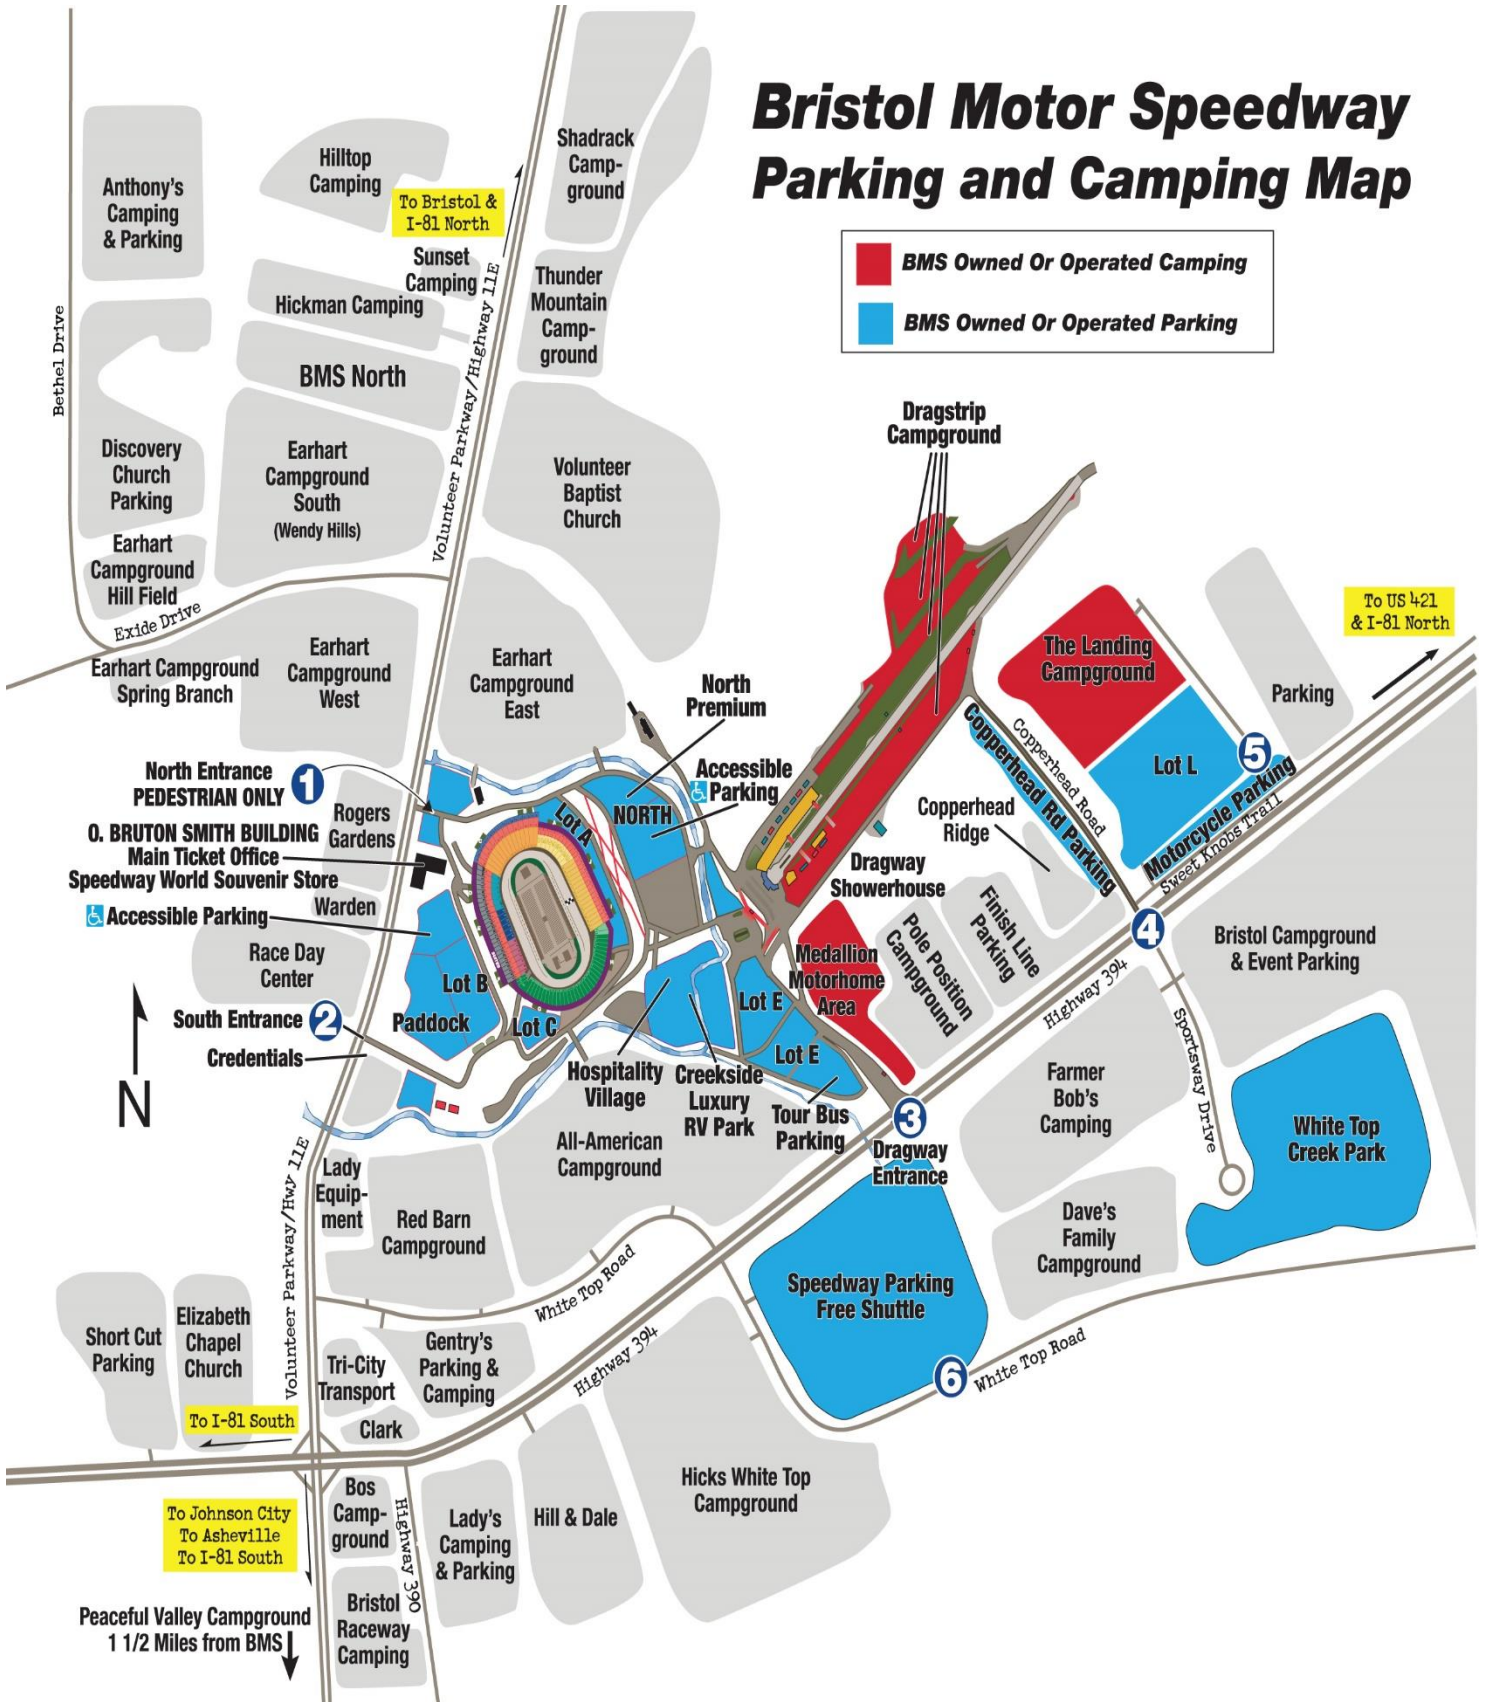 Bristol Motor Speedway
Parking and Camping Map
BMS Owned Or Operated Camping
BMS Owned Or Operated Parking
Anthony's
Camping
& Parking
Hilltop
Camping
To Bristol &
I-81 North
Shadrack
Camp-
ground
Sunset
Camping
Hickman Camping
Thunder
Mountain
Camp-
ground
Bethel Drive
Volunteer Parkway/Highway 11E
BMS North
Discovery
Church
Parking
Earhart
Campground
South
(Wendy Hills)
Volunteer
Baptist
Church
Dragstrip
Campground
Earhart
Campground
Hill Field
Exide Drive
Earhart Campground
Spring Branch
Earhart
Campground
West
Earhart
Campground
East
The Landing
Campground
To US 421
& I-81 North
Parking
North
Premium
Accessible
Parking
North Entrance
PEDESTRIAN ONLY
1
Rogers
Gardens
O. BRUTON SMITH BUILDING
Main Ticket Office
Speedway World Souvenir Store
Warden
Accessible Parking
Race Day
Center
South Entrance
2
Credentials
Lot A
NORTH
Lot B
Paddock
Lot C
Copperhead Rd Parking
Copperhead Road
Lot L
5
Motorcycle Parking
Sweet Knobs Trail
Copperhead
Ridge
Dragway
Showerhouse
Finish Line
Parking
Pole Position
Campground
Medallion
Motorhome
Area
4
Bristol Campground
& Event Parking
Highway 394
Lot E
Lot E
Hospitality
Village
Creekside
Luxury
RV Park
Tour Bus
Parking
3
Dragway
Entrance
Farmer
Bob's
Camping
Sportsway Drive
White Top
Creek Park
N
All-American
Campground
Lady
Equip-
ment
Red Barn
Campground
Volunteer Parkway/Hwy 11E
White Top Road
Dave's
Family
Campground
Speedway Parking
Free Shuttle
6
White Top Road
Short Cut
Parking
Elizabeth
Chapel
Church
Tri-City
Transport
Gentry's
Parking &
Camping
Clark
Highway 394
To I-81 South
To Johnson City
To Asheville
To I-81 South
Bos
Camp-
ground
Highway 390
Lady's
Camping
& Parking
Hill & Dale
Hicks White Top
Campground
Bristol
Raceway
Camping
Peaceful Valley Campground
1 1/2 Miles from BMS